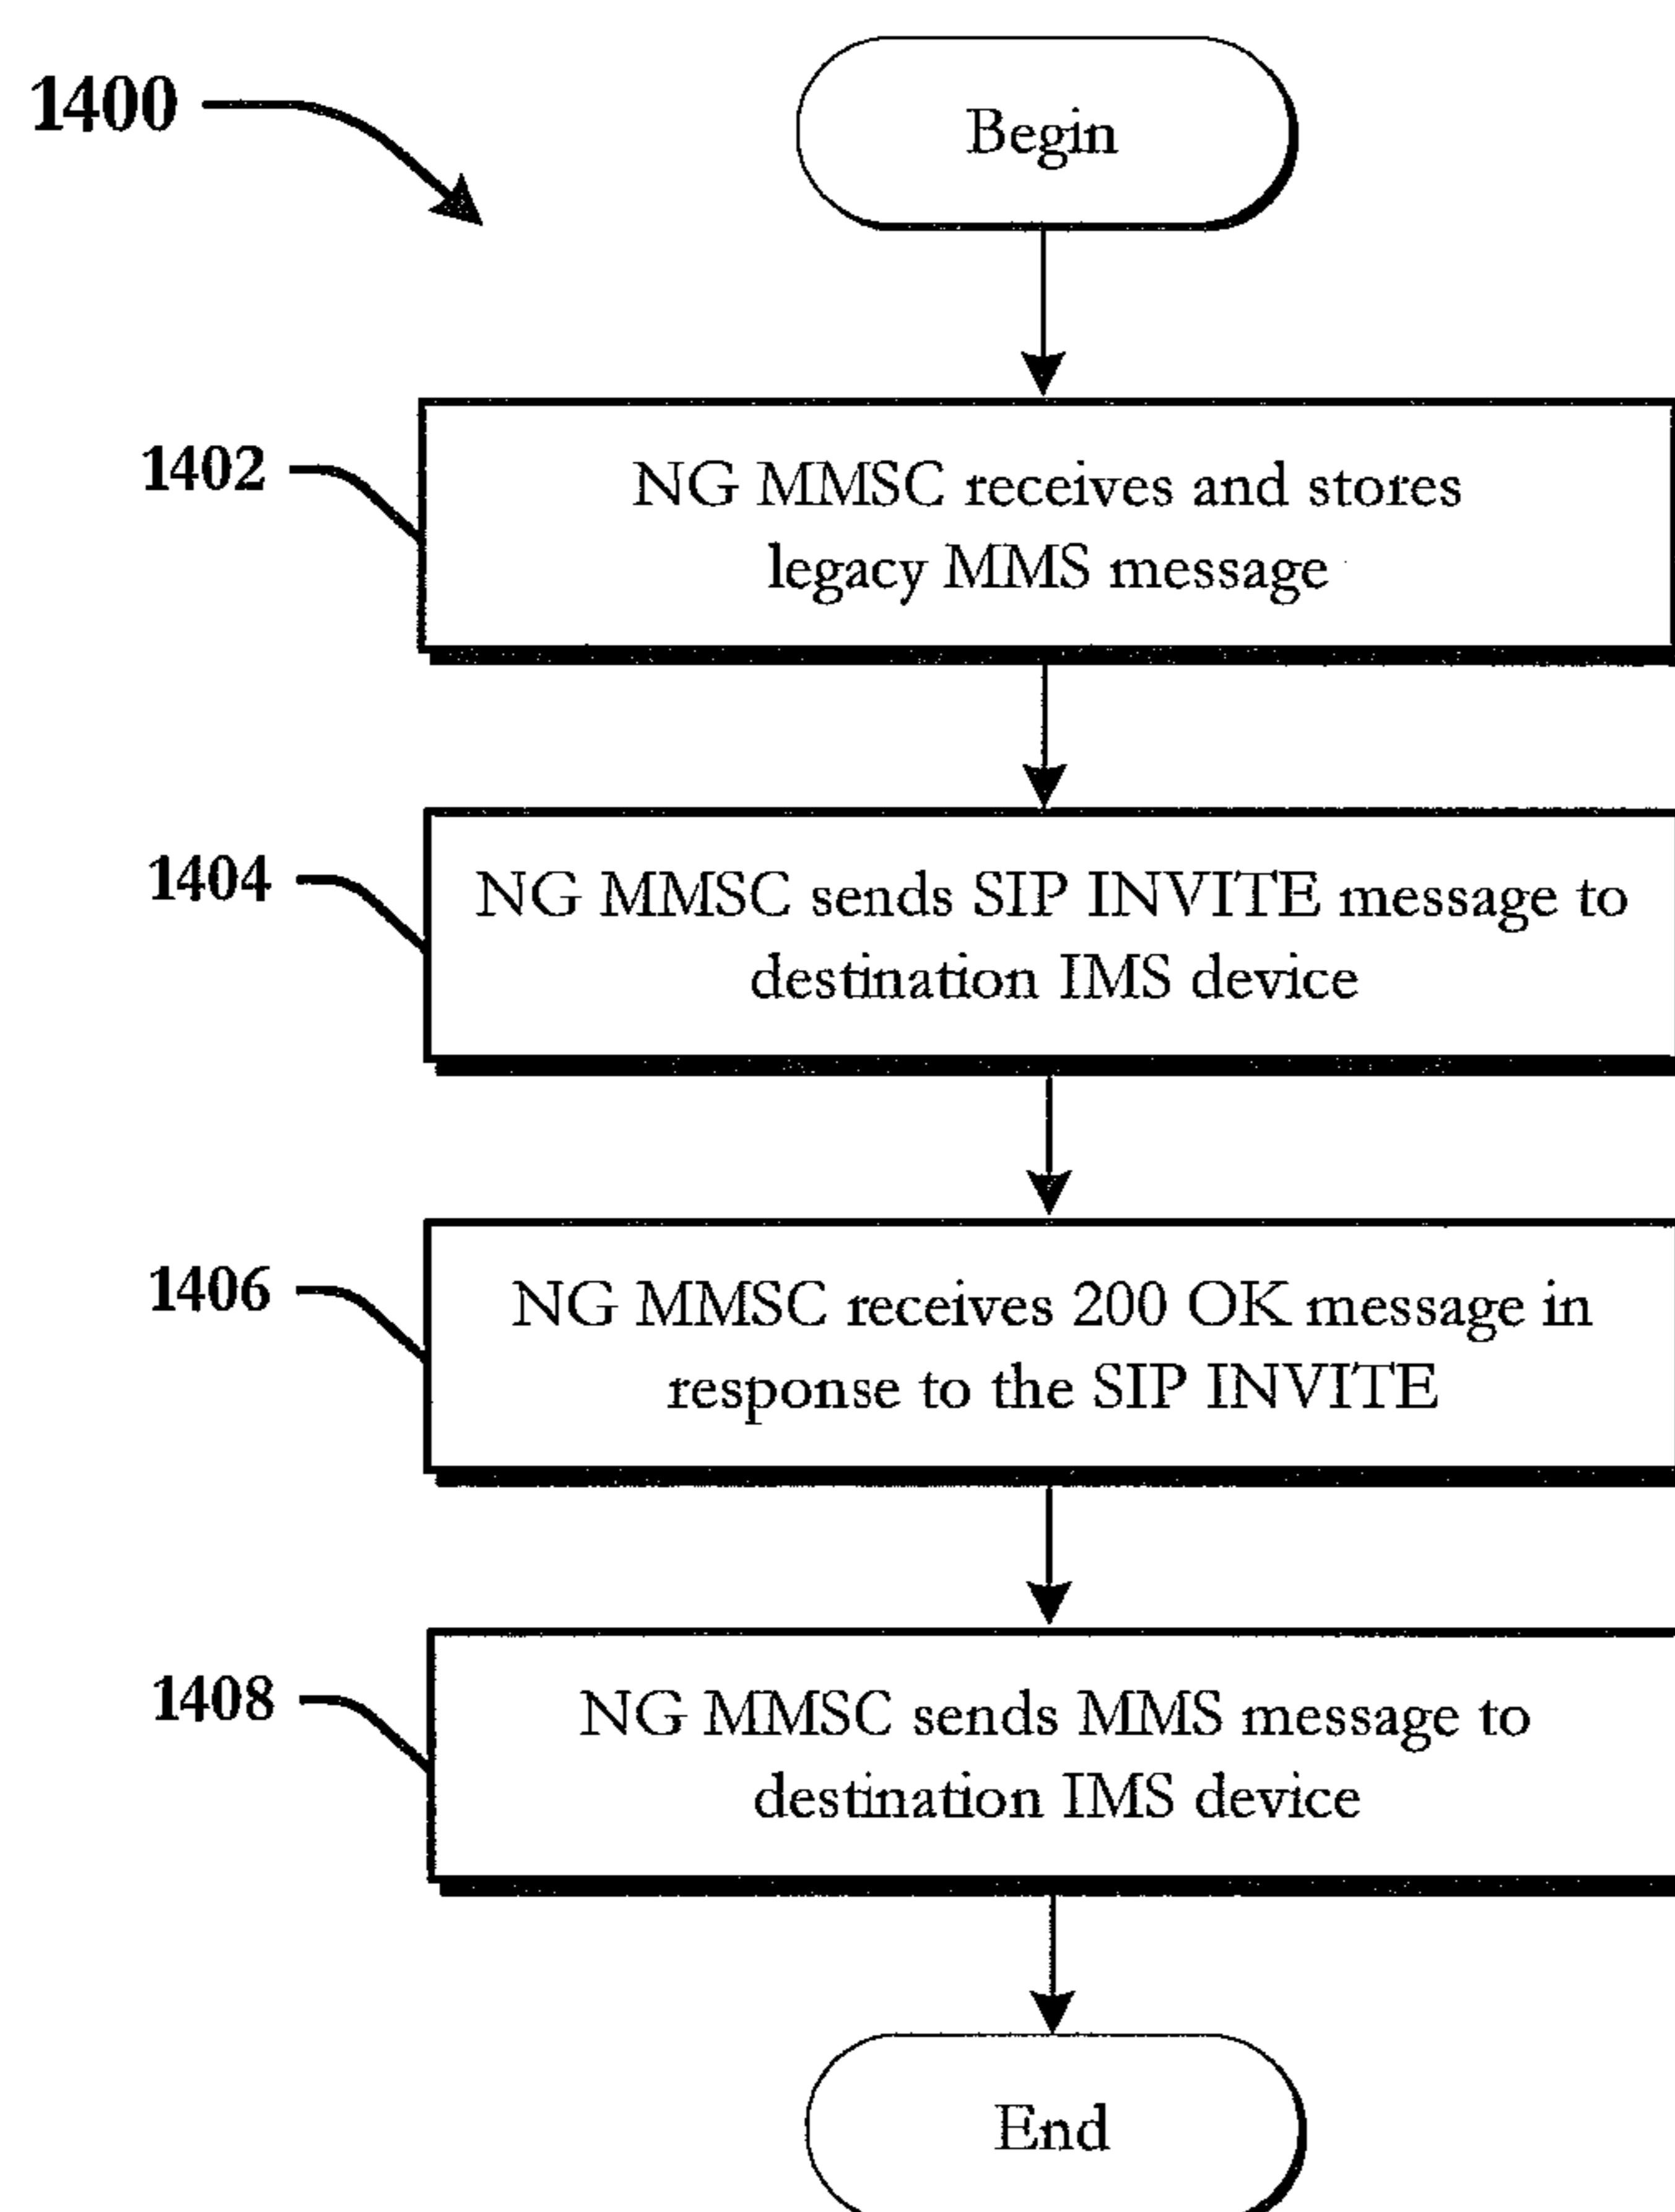 1400
Begin
1402
NG MMSC receives and stores
legacy MMS message
1404
NG MMSC sends SIP INVITE message to
destination IMS device
1406
NG MMSC receives 200 OK message in
response to the SIP INVITE
1408
NG MMSC sends MMS message to
destination IMS device
End